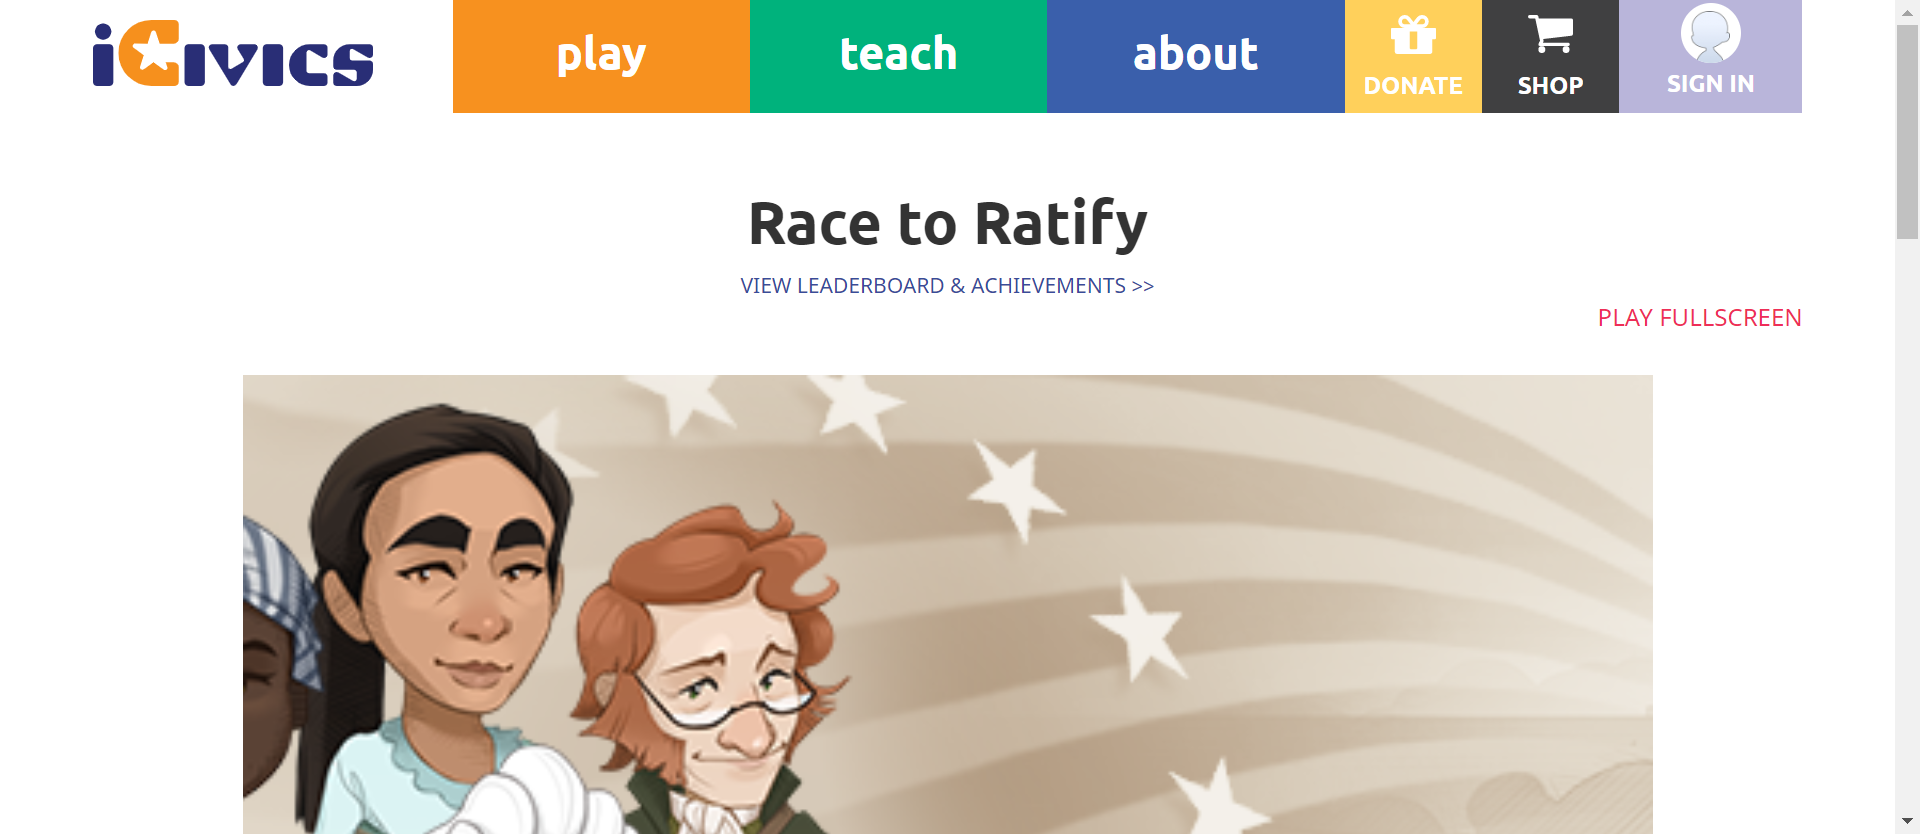 iCivics
play
teach
about
DONATE
SHOP
SIGN IN
Race to Ratify
VIEW LEADERBOARD & ACHIEVEMENTS >>
PLAY FULLSCREEN